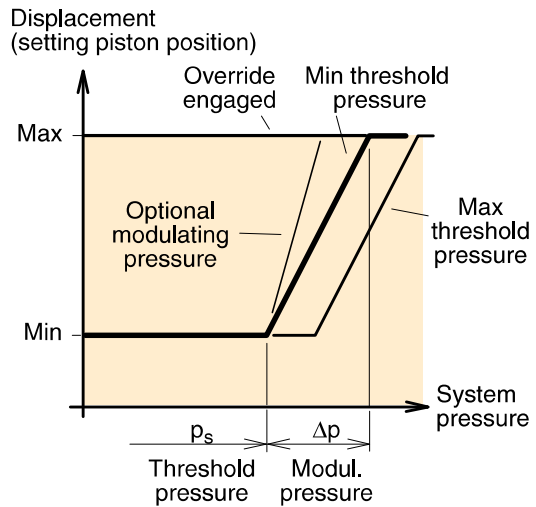 Displacement
(setting piston position)
Override
engaged
Min threshold
pressure
Max
Optional
modulating
pressure
Max
threshold
pressure
Min
System
pressure
pₛ
Δp
Threshold
pressure
Modul.
pressure